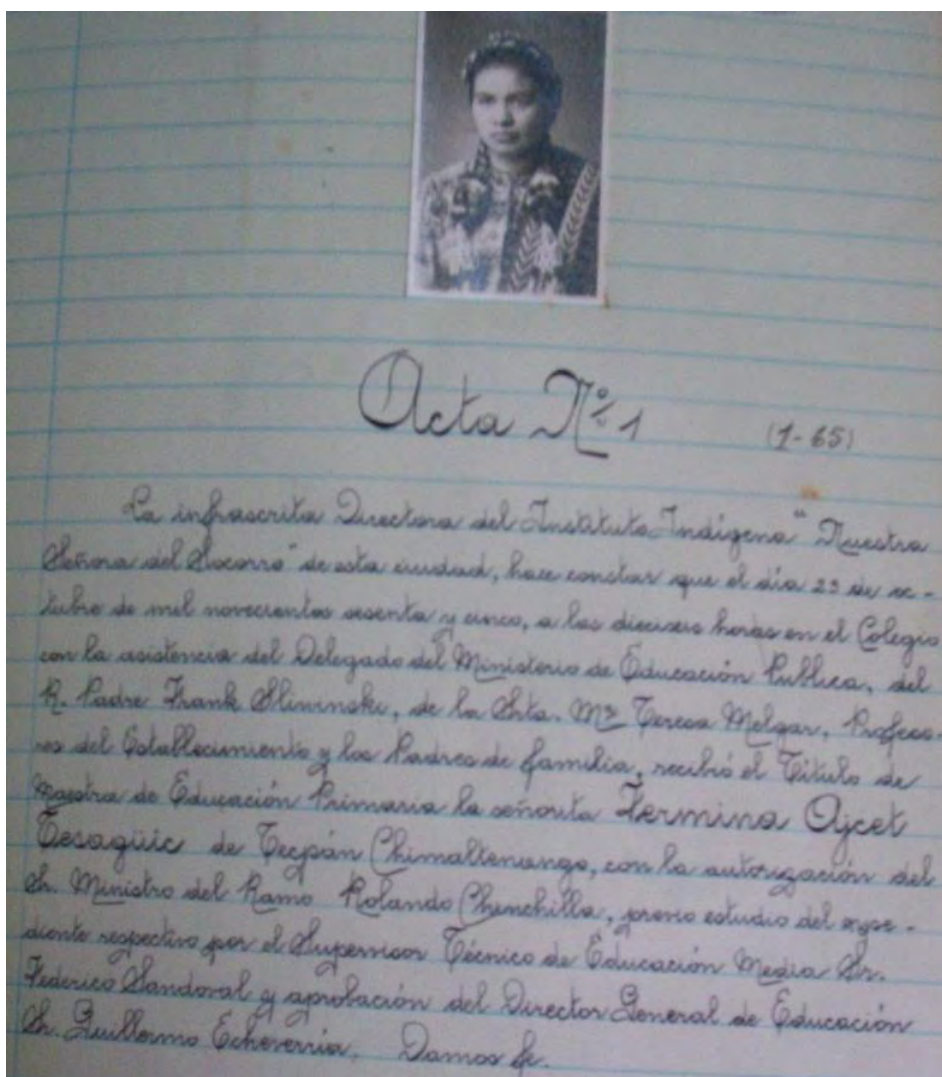 Acta Nº 1 (1-65)
La infrascrita Directora del Instituto Indígena "Nuestra
Señora del Socorro" de esta ciudad, hace constar que el día 23 de oc-
tubre de mil novecientos sesenta y cinco, a las dieciseis horas en el Colegio
con la asistencia del Delegado del Ministerio de Educación Publica, del
R. Padre Frank Slininski, de la Srta. Mª Teresa Melgar, Profeso-
res del Establecimiento y los Padres de familia, recibió el Título de
Maestra de Educación Primaria la señorita Fermina Ajcet
Tesagüic de Tecpán Chimaltenango, con la autorización del
Sr. Ministro del Ramo Rolando Chinchilla, previo estudio del expe-
diente respectivo por el Supervisor Técnico de Educación Media Sr.
Federico Sandoval y aprobación del Director General de Educación
Sr. Guillermo Echeverría. Damos fe.